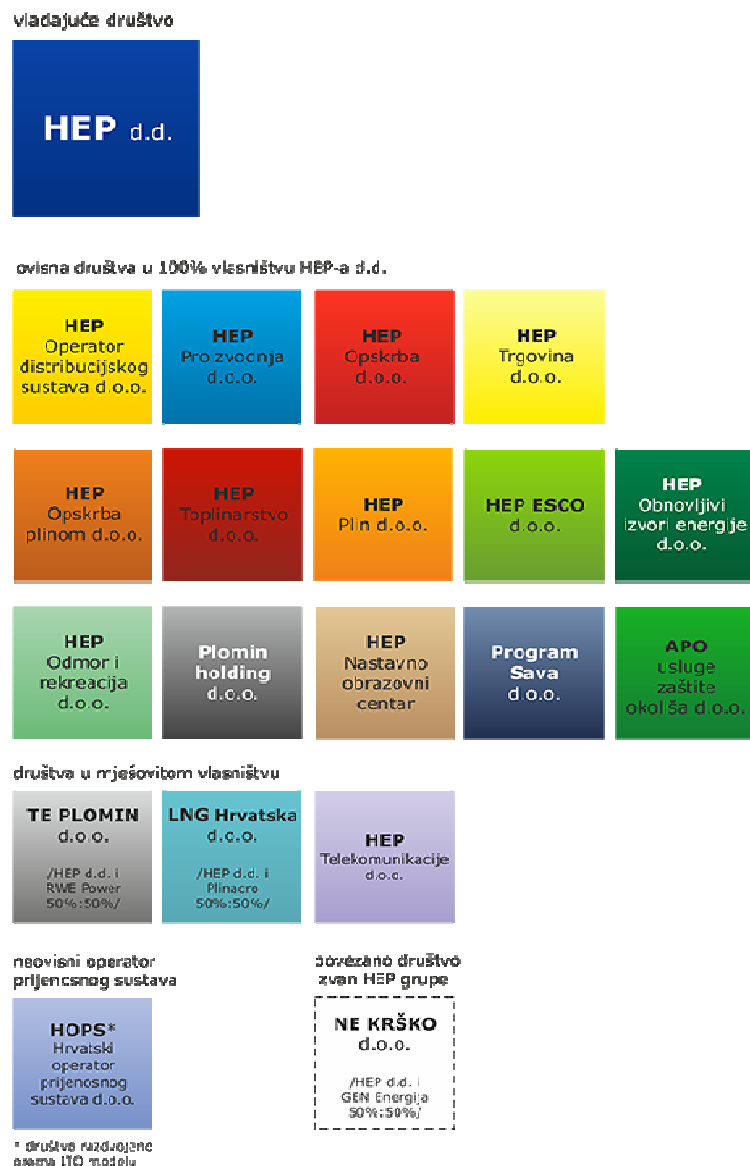 vladajuće društvo
HEP d.d.
ovisna društva u 100% vlasništvu HEP-a d.d.
HEP
Operator
distribucijskog
sustava d.o.o.
HEP
Proizvodnja
d.o.o.
HEP
Opskrba
d.o.o.
HEP
Trgovina
d.o.o.
HEP
Opskrba
plinom d.o.o.
HEP
Toplinarstvo
d.o.o.
HEP
Plin d.o.o.
HEP ESCO
d.o.o.
HEP
Obnovljivi
izvori energije
d.o.o.
HEP
Odmor i
rekreacija
d.o.o.
Plomin
holding
d.o.o.
HEP
Nastavno
obrazovni
centar
Program
Sava
d.o.o.
APO
usluge
zaštite
okoliša d.o.o.
društva u mješovitom vlasništvu
TE PLOMIN
d.o.o.
/HEP d.d. i
RWE Power
50%:50%/
LNG Hrvatska
d.o.o.
/HEP d.d. i
Plinacro
50%:50%/
HEP
Telekomunikacije
d.o.o.
neovisni operator
prijenosnog sustava
HOPS*
Hrvatski
operator
prijenosnog
sustava d.o.o.
* društvo razdvojeno
prema ITO modelu
povezano društvo
izvan HEP grupe
NE KRŠKO
d.o.o.
/HEP d.d. i
GEN Energija
50%:50%/